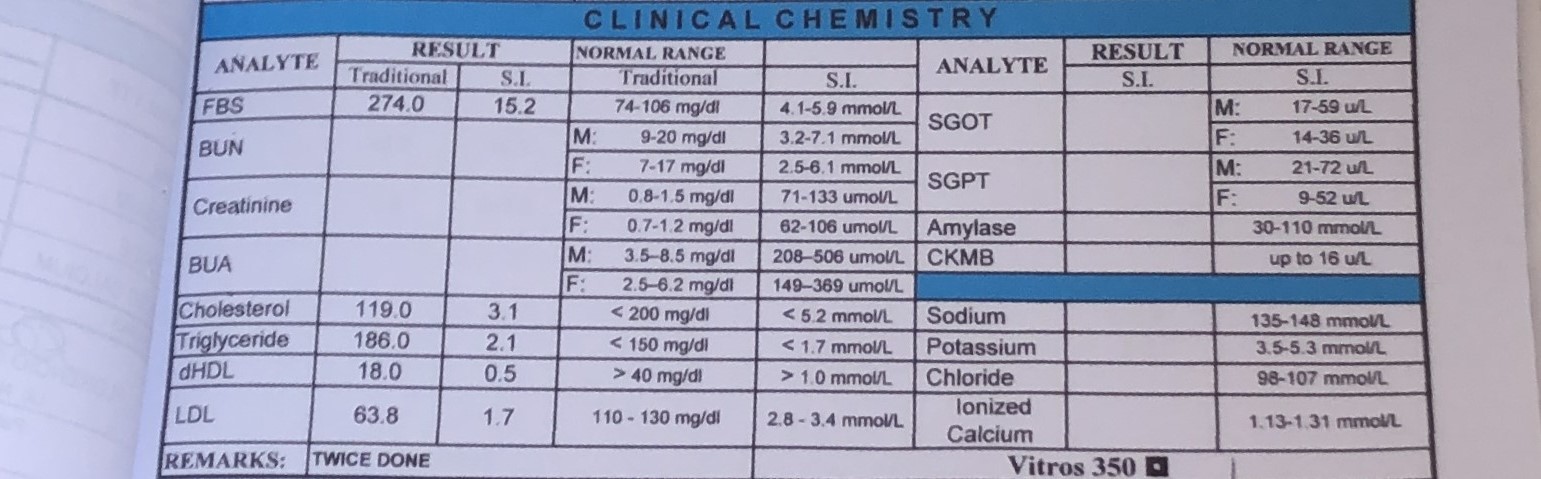 CLINICAL CHEMISTRY
ANALYTE RESULT NORMAL RANGE ANALYTE RESULT NORMAL RANGE
Traditional S.I. Traditional S.I. S.I. S.I.
FBS 274.0 15.2 74-106 mg/dl 4.1-5.9 mmol/L SGOT M: 17-59 u/L
BUN M: 9-20 mg/dl 3.2-7.1 mmol/L F: 14-36 u/L
F: 7-17 mg/dl 2.5-6.1 mmol/L SGPT M: 21-72 u/L
Creatinine M: 0.8-1.5 mg/dl 71-133 umol/L F: 9-52 u/L
F: 0.7-1.2 mg/dl 62-106 umol/L Amylase 30-110 mmol/L
BUA M: 3.5-8.5 mg/dl 208-506 umol/L CKMB up to 16 u/L
F: 2.5-6.2 mg/dl 149-369 umol/L
Cholesterol 119.0 3.1 < 200 mg/dl < 5.2 mmol/L Sodium 135-148 mmol/L
Triglyceride 186.0 2.1 < 150 mg/dl < 1.7 mmol/L Potassium 3.5-5.3 mmol/L
dHDL 18.0 0.5 > 40 mg/dl > 1.0 mmol/L Chloride 98-107 mmol/L
LDL 63.8 1.7 110 - 130 mg/dl 2.8 - 3.4 mmol/L Ionized Calcium 1.13-1.31 mmol/L
REMARKS: TWICE DONE Vitros 350